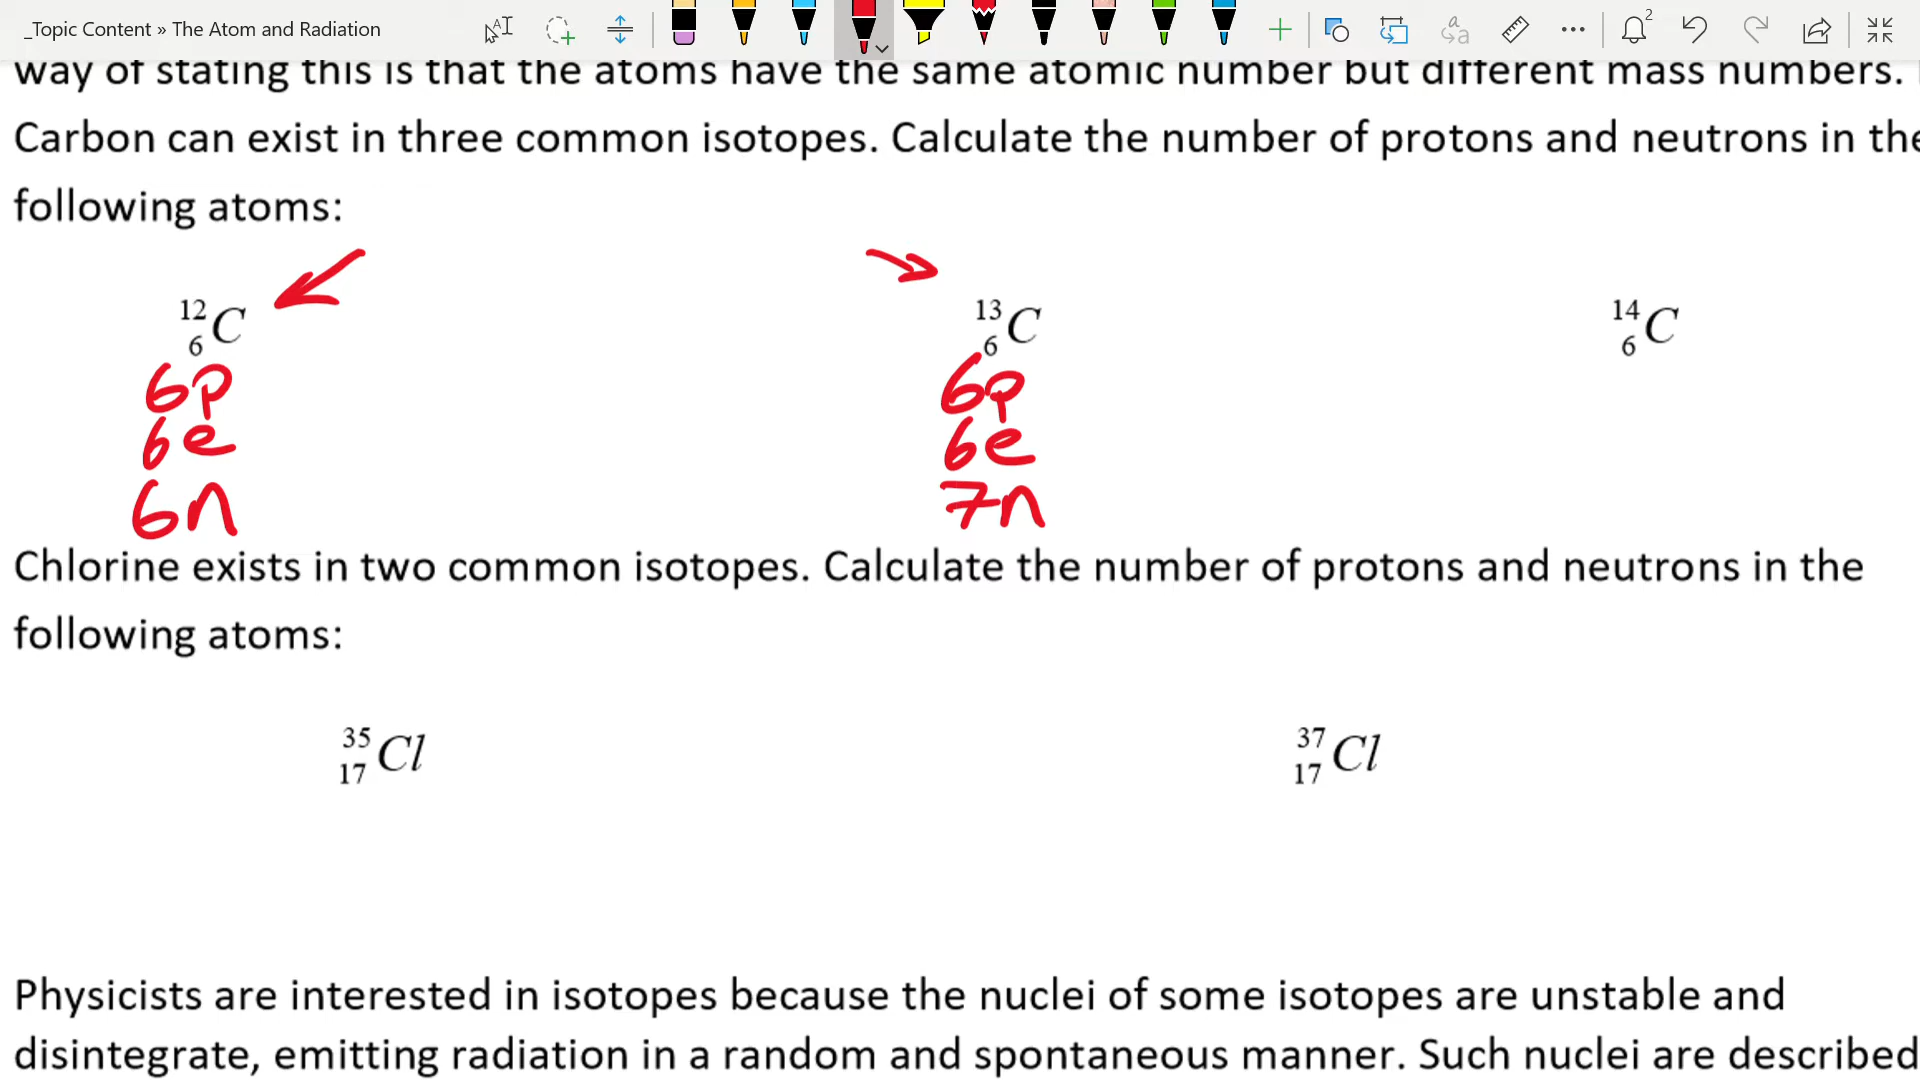 _Topic Content » The Atom and Radiation
2
way of stating this is that the atoms have the same atomic number but different mass numbers.
Carbon can exist in three common isotopes. Calculate the number of protons and neutrons in the
following atoms:
12 6 C 13 6 C 14 6 C
6p 6p
6e 6e
6n 7n
Chlorine exists in two common isotopes. Calculate the number of protons and neutrons in the
following atoms:
35 17 Cl 37 17 Cl
Physicists are interested in isotopes because the nuclei of some isotopes are unstable and
disintegrate, emitting radiation in a random and spontaneous manner. Such nuclei are described